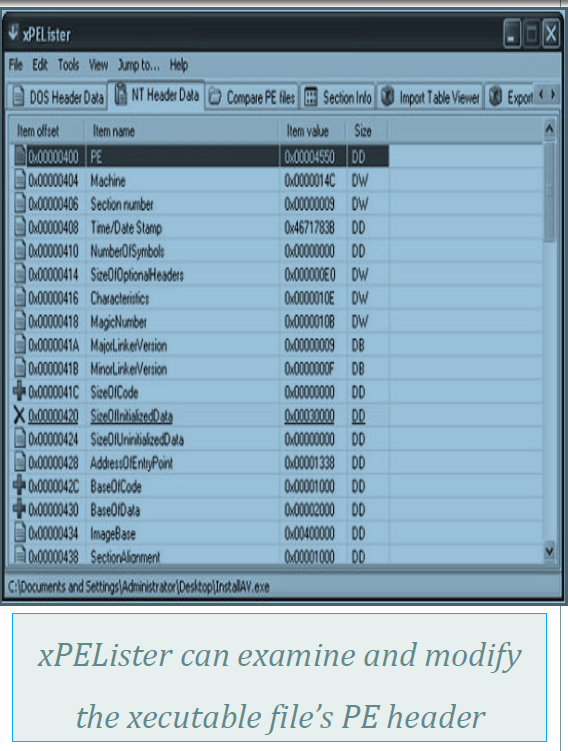 xPELister
File Edit Tools View Jump to... Help
DOS Header Data NT Header Data Compare PE files Section Info Import Table Viewer Export
Item offset Item name Item value Size
0x00000400 PE 0x00004550 DD
0x00000404 Machine 0x0000014C DW
0x00000406 Section number 0x00000009 DW
0x00000408 Time/Date Stamp 0x4671783B DD
0x00000410 NumberOfSymbols 0x00000000 DD
0x00000414 SizeOfOptionalHeaders 0x000000E0 DW
0x00000416 Characteristics 0x0000010E DW
0x00000418 MagicNumber 0x0000010B DW
0x0000041A MajorLinkerVersion 0x00000009 DB
0x0000041B MinorLinkerVersion 0x0000000F DB
0x0000041C SizeOfCode 0x00000000 DD
0x00000420 SizeOfInitializedData 0x00030000 DD
0x00000424 SizeOfUninitializedData 0x00000000 DD
0x00000428 AddressOfEntryPoint 0x00001338 DD
0x0000042C BaseOfCode 0x00001000 DD
0x00000430 BaseOfData 0x00002000 DD
0x00000434 ImageBase 0x00400000 DD
0x00000438 SectionAlignment 0x00001000 DD
C:\Documents and Settings\Administrator\Desktop\InstallAV.exe
xPELister can examine and modify
the xecutable file’s PE header